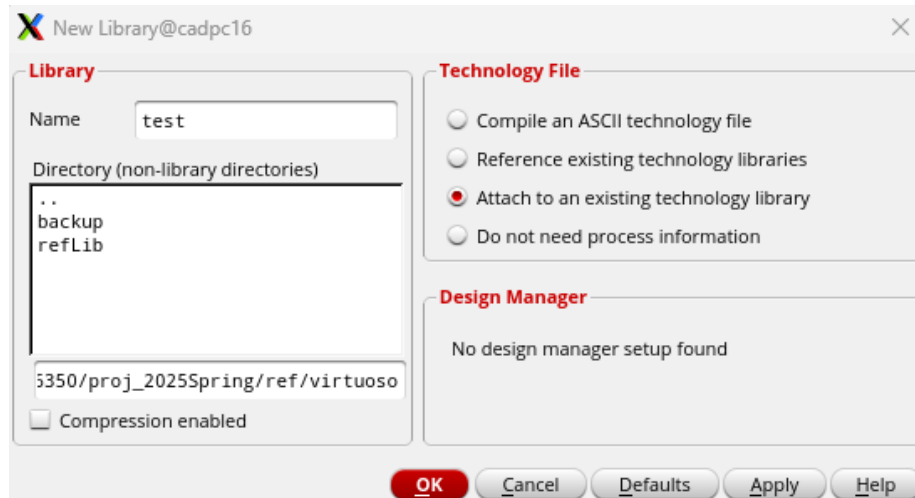 New Library@cadpc16
Library
Name test
Directory (non-library directories)
..
backup
refLib
5350/proj_2025Spring/ref/virtuoso
Compression enabled
Technology File
Compile an ASCII technology file
Reference existing technology libraries
Attach to an existing technology library
Do not need process information
Design Manager
No design manager setup found
OK Cancel Defaults Apply Help